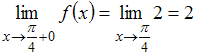 lim f(x) = lim 2 = 2
x→π/4+0 x→π/4